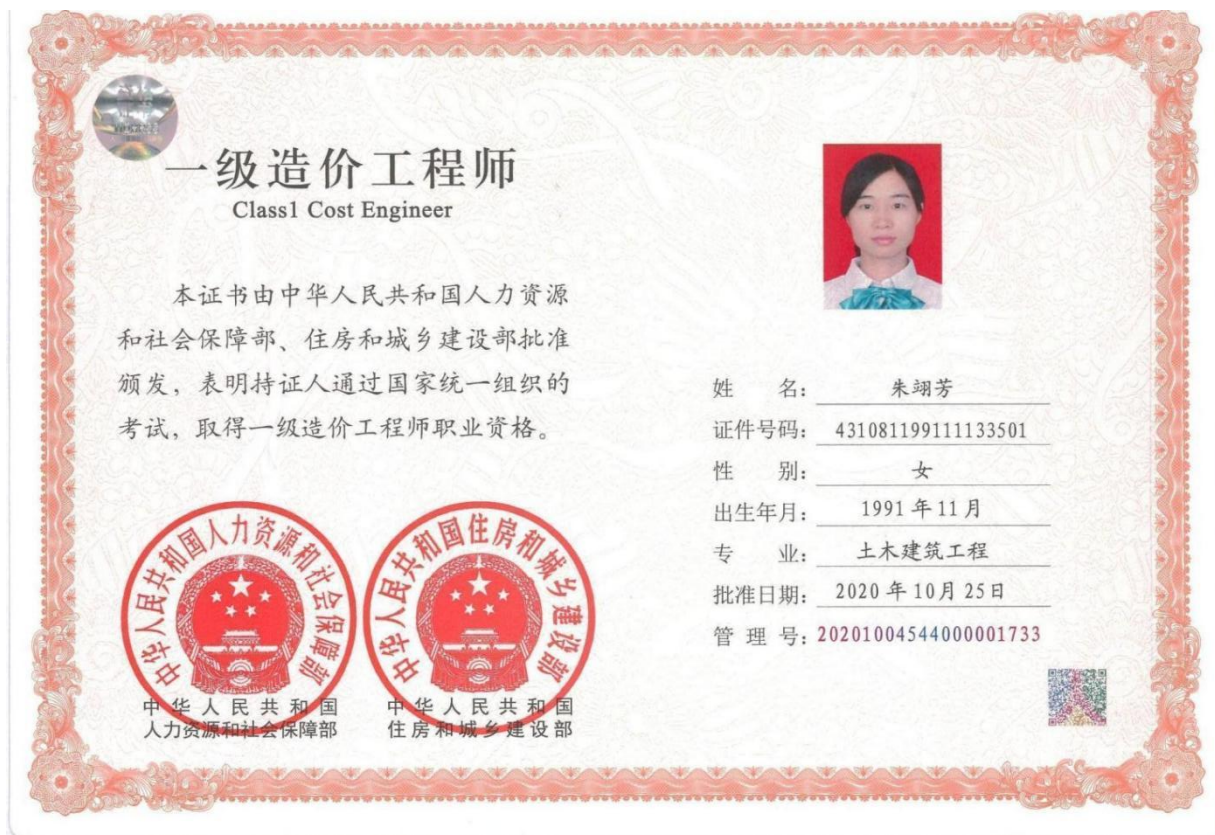 一级造价工程师
Class1 Cost Engineer
本证书由中华人民共和国人力资源
和社会保障部、住房和城乡建设部批准
颁发，表明持证人通过国家统一组织的
考试，取得一级造价工程师职业资格。
中华人民共和国人力资源和社会保障部
中华人民共和国住房和城乡建设部
中华人民共和国
人力资源和社会保障部
中华人民共和国
住房和城乡建设部
姓 名： 朱翊芳
证件号码： 431081199111133501
性 别： 女
出生年月： 1991年11月
专 业： 土木建筑工程
批准日期： 2020年10月25日
管 理 号：20201004544000001733